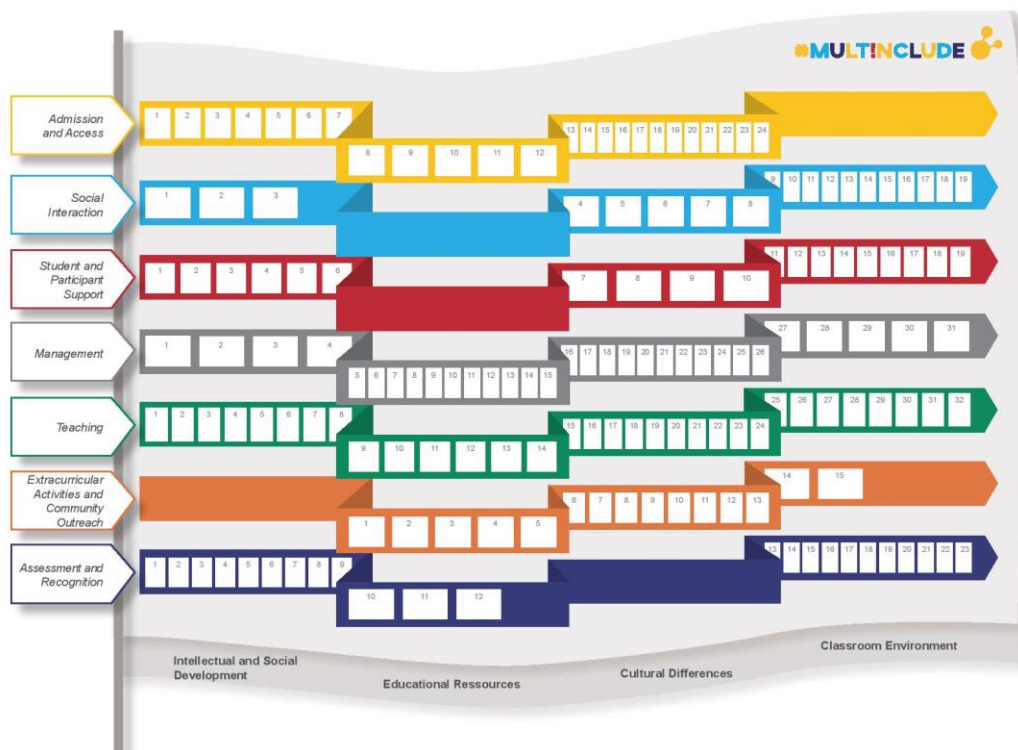 #MULT!NCLUDE
Admission
and Access
1 2 3 4 5 6 7
8 9 10 11 12
13 14 15 16 17 18 19 20 21 22 23 24
Social
Interaction
1 2 3
4 5 6 7 8
9 10 11 12 13 14 15 16 17 18 19
Student and
Participant
Support
1 2 3 4 5 6
7 8 9 10
11 12 13 14 15 16 17 18 19
Management
1 2 3 4
5 6 7 8 9 10 11 12 13 14 15
16 17 18 19 20 21 22 23 24 25 26
27 28 29 30 31
Teaching
1 2 3 4 5 6 7 8
9 10 11 12 13 14
15 16 17 18 19 20 21 22 23 24
25 26 27 28 29 30 31 32
Extracurricular
Activities and
Community
Outreach
1 2 3 4 5
6 7 8 9 10 11 12 13
14 15
Assessment and
Recognition
1 2 3 4 5 6 7 8 9
10 11 12
13 14 15 16 17 18 19 20 21 22 23
Intellectual and Social
Development
Educational Ressources
Cultural Differences
Classroom Environment